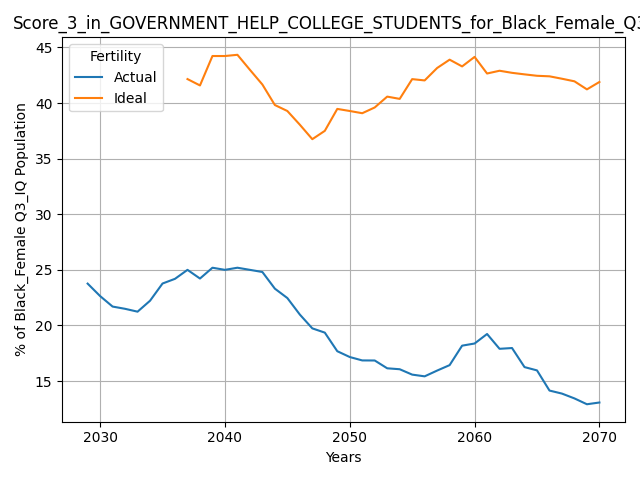 Score_3_in_GOVERNMENT_HELP_COLLEGE_STUDENTS_for_Black_Female_Q3
Fertility
Actual
Ideal
45
40
35
30
25
20
15
% of Black_Female Q3_IQ Population
2030 2040 2050 2060 2070
Years